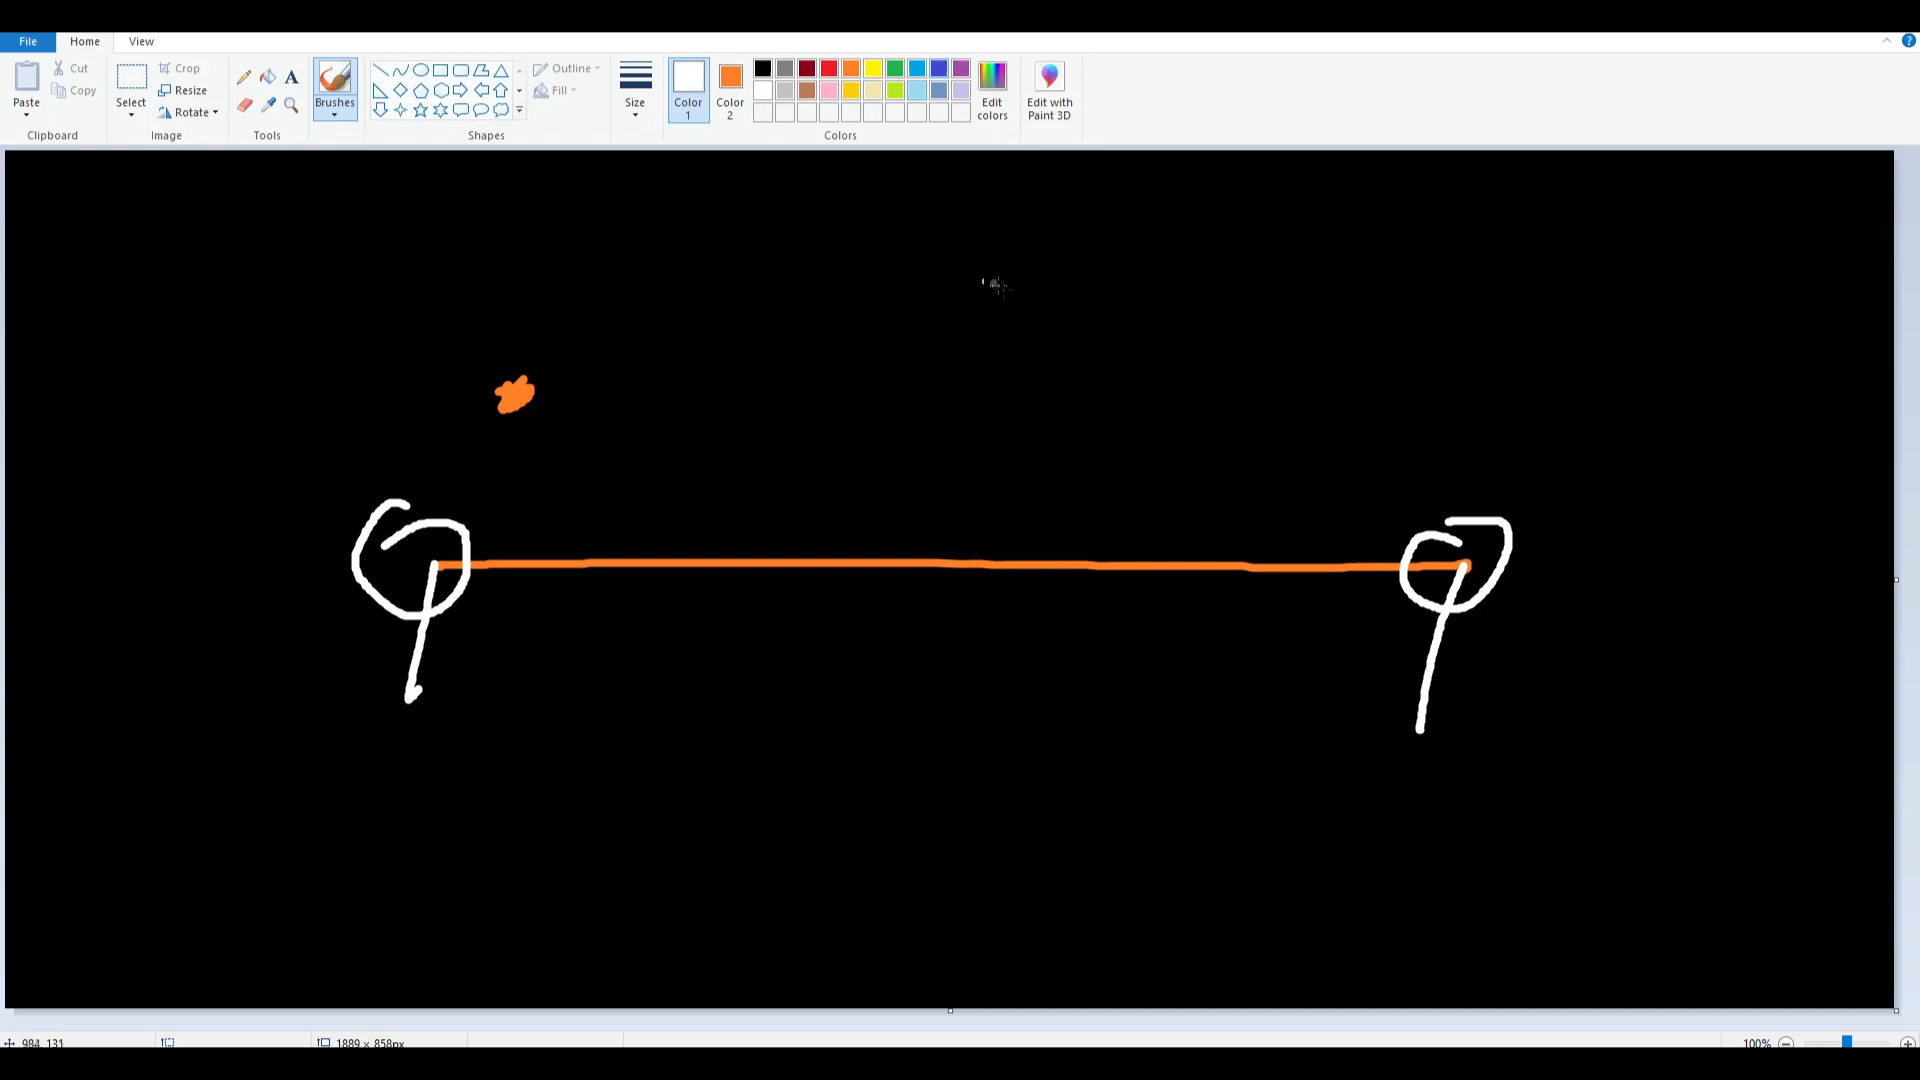 File Home View
Paste
Cut
Copy
Clipboard
Select
Crop
Resize
Rotate
Image
A
Tools
Brushes
Shapes
Outline
Fill
Size
Color
1
Color
2
Colors
Edit
colors
Edit with
Paint 3D
?
984, 131
1889 × 858px
100%